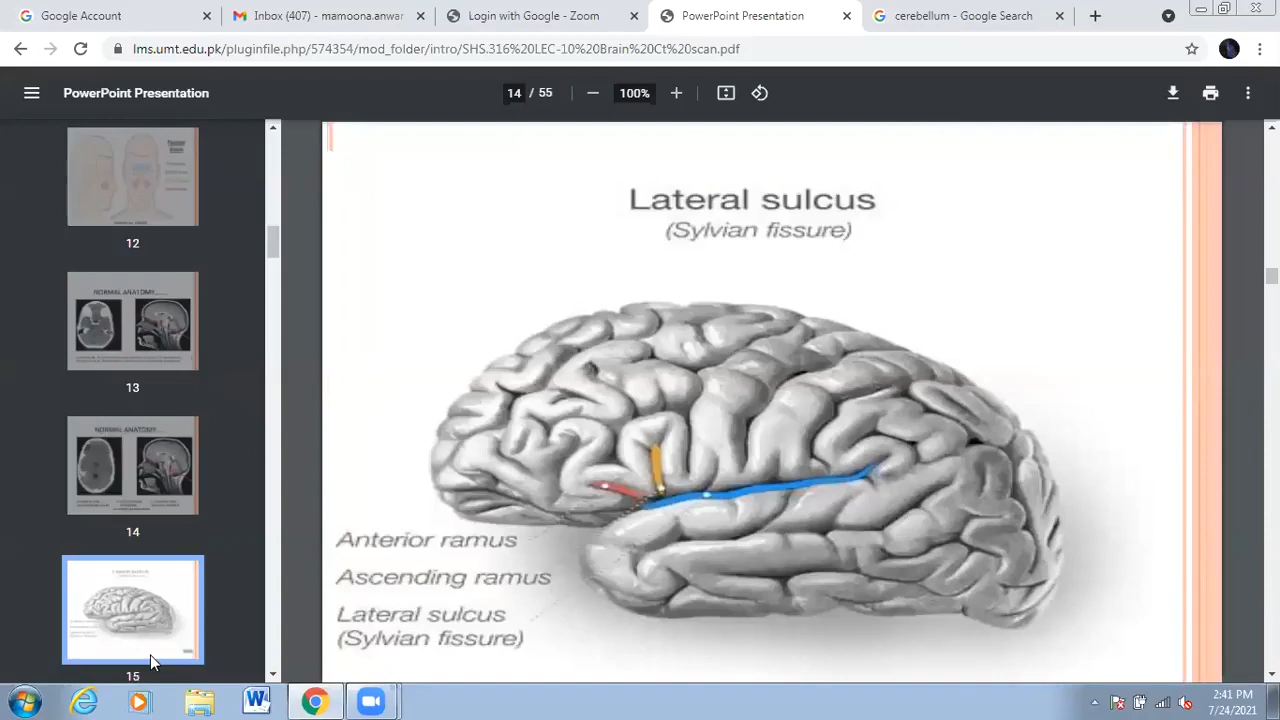 Google Account
Inbox (407) - mamoona.anwar
Login with Google - Zoom
PowerPoint Presentation
cerebellum - Google Search
lms.umt.edu.pk/pluginfile.php/574354/mod_folder/intro/SHS.316%20LEC-10%20Brain%20Ct%20scan.pdf
PowerPoint Presentation
14 / 55
100%
12
NORMAL ANATOMY
13
NORMAL ANATOMY
14
15
Lateral sulcus
(Sylvian fissure)
Anterior ramus
Ascending ramus
Lateral sulcus
(Sylvian fissure)
2:41 PM
7/24/2021